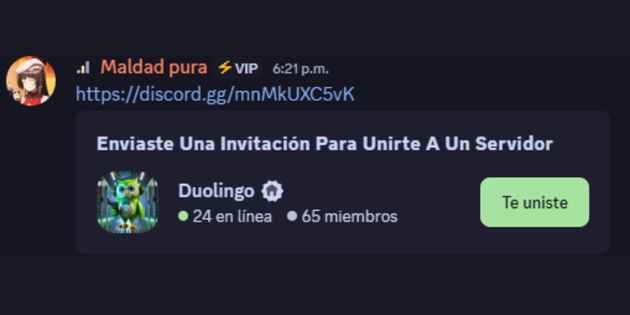 Maldad pura ⚡VIP 6:21 p.m.
https://discord.gg/mnMkUXC5vK
Enviaste Una Invitación Para Unirte A Un Servidor
Duolingo
24 en línea 65 miembros
Te uniste